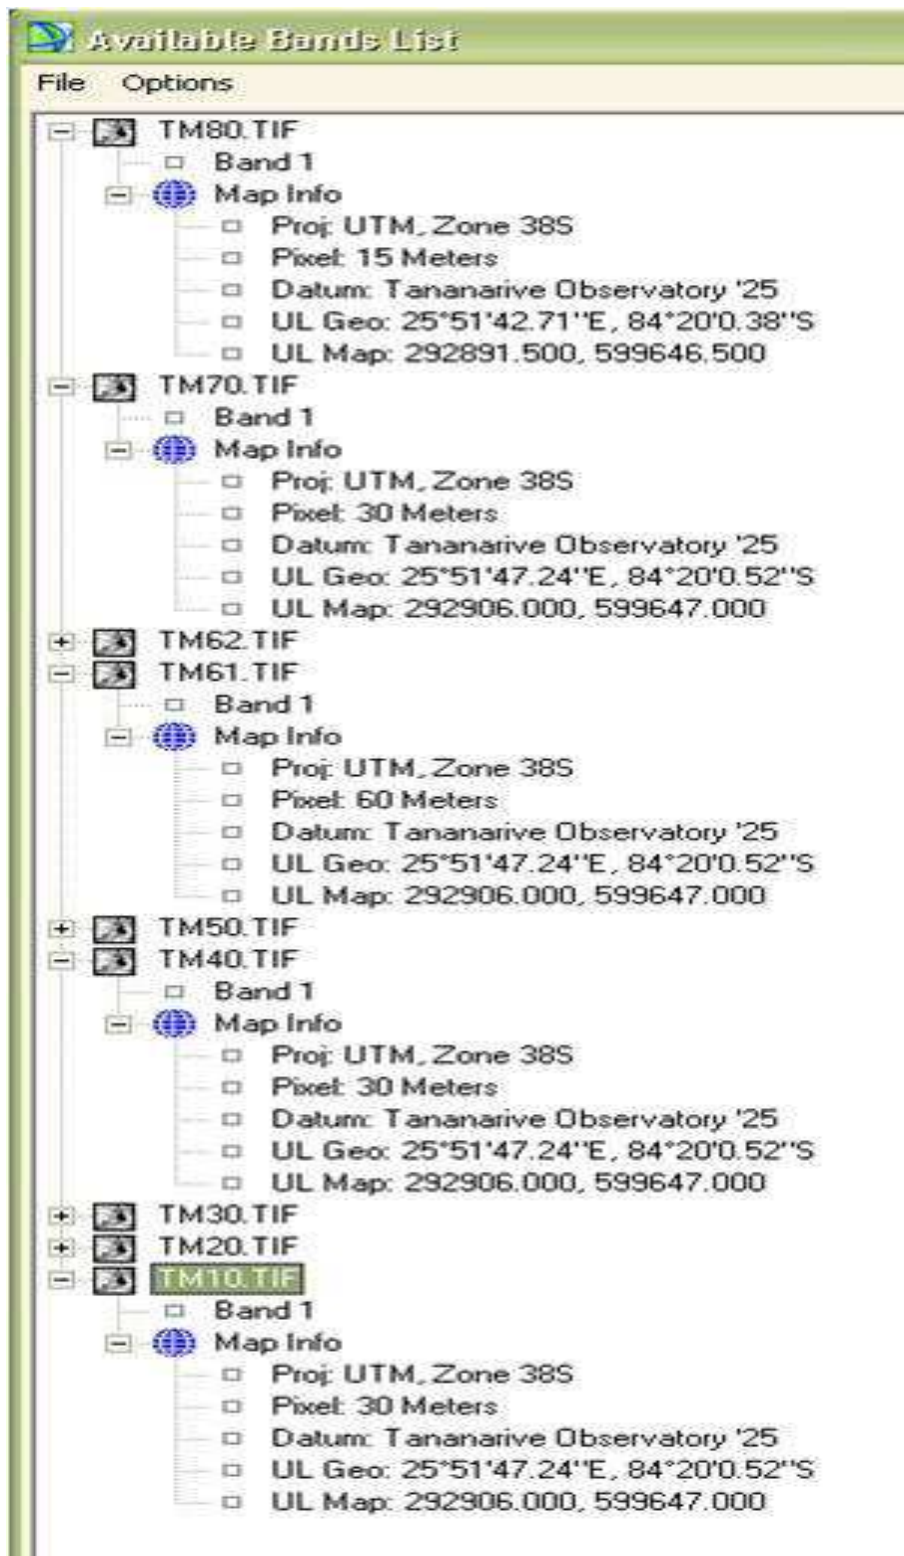 Available Bands List
File Options
TM80.TIF
Band 1
Map Info
Proj: UTM, Zone 38S
Pixel: 15 Meters
Datum: Tananarive Observatory '25
UL Geo: 25°51'42.71''E, 84°20'0.38''S
UL Map: 292891.500, 599646.500
TM70.TIF
Band 1
Map Info
Proj: UTM, Zone 38S
Pixel: 30 Meters
Datum: Tananarive Observatory '25
UL Geo: 25°51'47.24''E, 84°20'0.52''S
UL Map: 292906.000, 599647.000
TM62.TIF
TM61.TIF
Band 1
Map Info
Proj: UTM, Zone 38S
Pixel: 60 Meters
Datum: Tananarive Observatory '25
UL Geo: 25°51'47.24''E, 84°20'0.52''S
UL Map: 292906.000, 599647.000
TM50.TIF
TM40.TIF
Band 1
Map Info
Proj: UTM, Zone 38S
Pixel: 30 Meters
Datum: Tananarive Observatory '25
UL Geo: 25°51'47.24''E, 84°20'0.52''S
UL Map: 292906.000, 599647.000
TM30.TIF
TM20.TIF
TM10.TIF
Band 1
Map Info
Proj: UTM, Zone 38S
Pixel: 30 Meters
Datum: Tananarive Observatory '25
UL Geo: 25°51'47.24''E, 84°20'0.52''S
UL Map: 292906.000, 599647.000